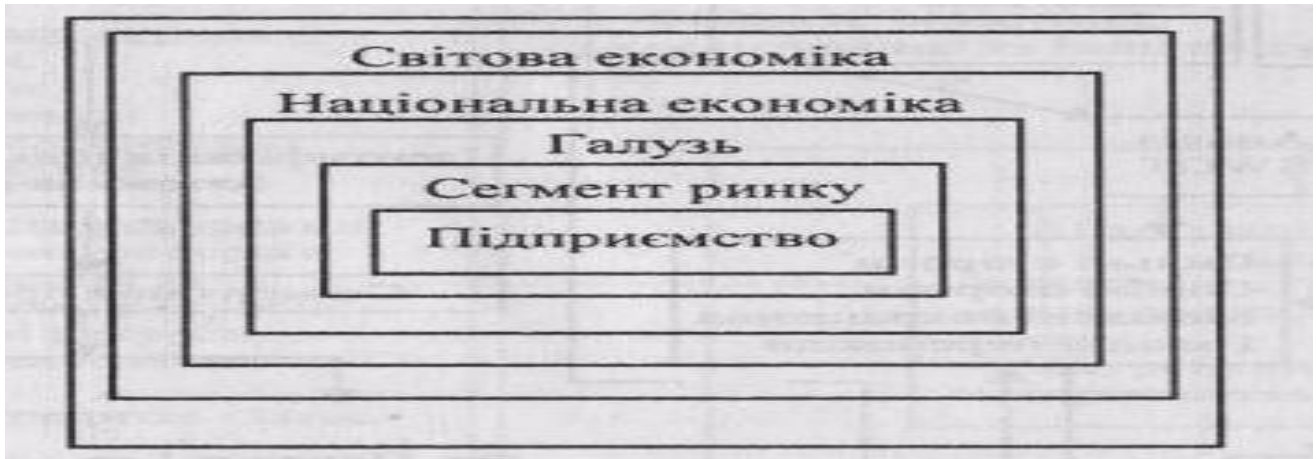 Світова економіка
Національна економіка
Галузь
Сегмент ринку
Підприємство